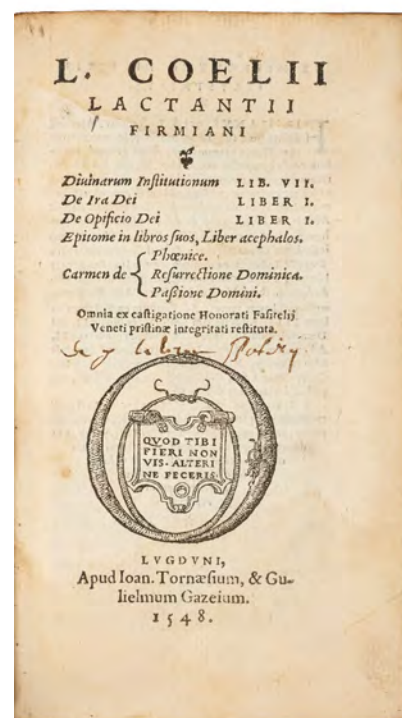 L. COELII
LACTANTII
FIRMIANI
Diuinarum Institutionum LIB. VII.
De Ira Dei LIBER I.
De Opificio Dei LIBER I.
Epitome in libros suos, Liber acephalos.
Carmen de
Phœnice.
Resurrectione Dominica.
Passione Domini.
Omnia ex castigatione Honorati Fasitelij
Veneti pristinæ integritati restituta.
QVOD TIBI
FIERI NON
VIS, ALTERI
NE FECERIS.
LVGDVNI,
Apud Ioan. Tornæsium, & Gu-
lielmum Gazeium.
1548.